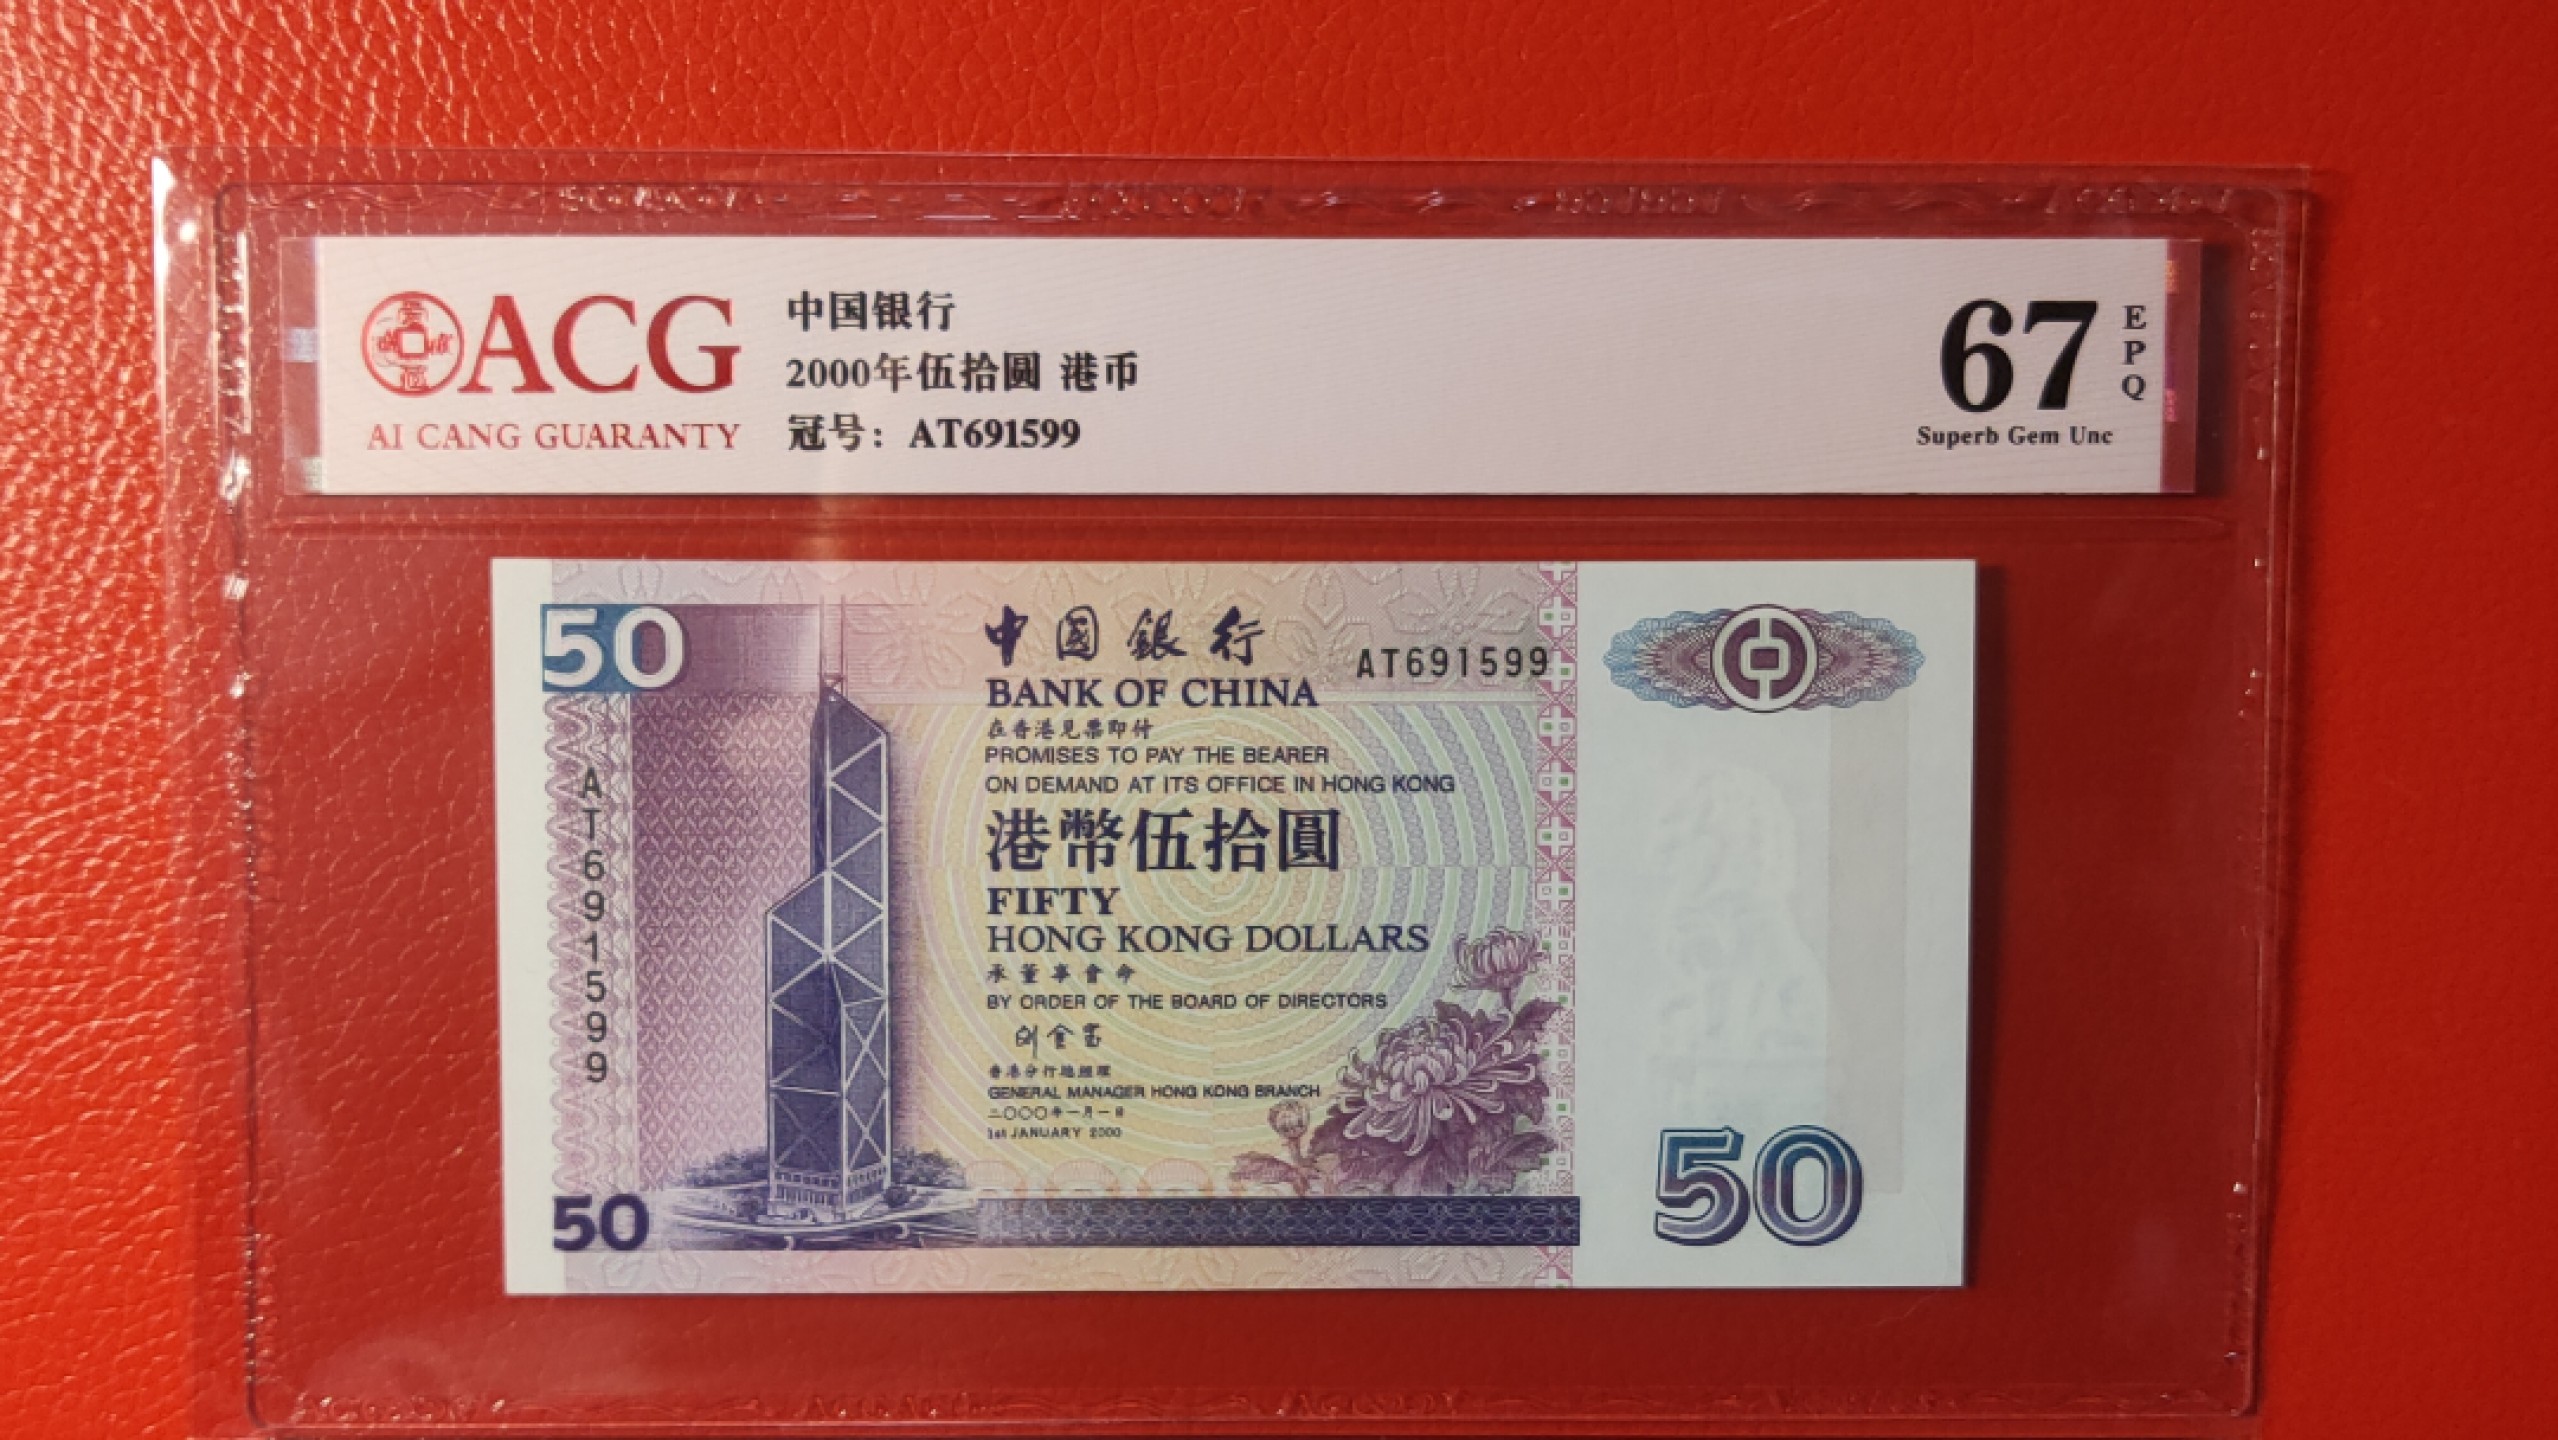 ACG
AI CANG GUARANTY
中国银行
2000年伍拾圆 港币
冠号：AT691599
67
EPQ
Superb Gem Unc
50
中國銀行
BANK OF CHINA
AT691599
在香港見票即付
PROMISES TO PAY THE BEARER
ON DEMAND AT ITS OFFICE IN HONG KONG
港幣伍拾圓
FIFTY
HONG KONG DOLLARS
承董事會命
BY ORDER OF THE BOARD OF DIRECTORS
香港分行總經理
GENERAL MANAGER HONG KONG BRANCH
二〇〇〇年一月一日
1st JANUARY 2000
AT691599
50
50